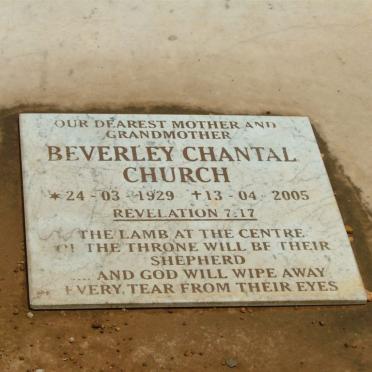 OUR DEAREST MOTHER AND
GRANDMOTHER
BEVERLEY CHANTAL
CHURCH
* 24 - 03 - 1929 ✝ 13 - 04 - 2005
REVELATION 7.17
THE LAMB AT THE CENTRE
OF THE THRONE WILL BE THEIR
SHEPHERD
.... AND GOD WILL WIPE AWAY
EVERY TEAR FROM THEIR EYES